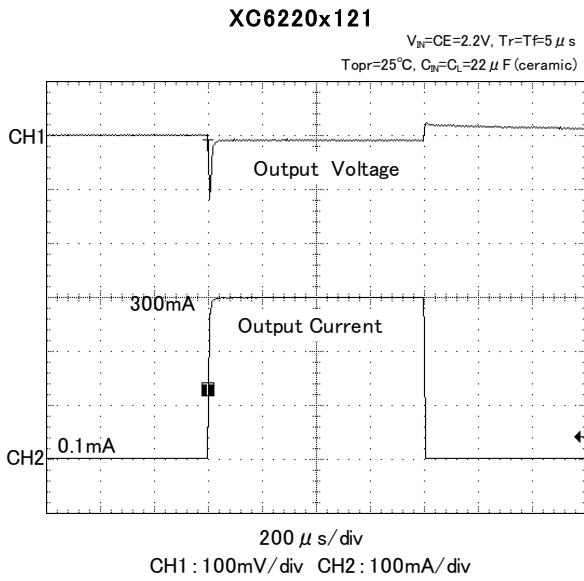 XC6220x121
VIN=CE=2.2V, Tr=Tf=5μs
Topr=25℃, CIN=CL=22μF(ceramic)
CH1
Output Voltage
300mA
Output Current
0.1mA
CH2
200μs/div
CH1:100mV/div CH2:100mA/div